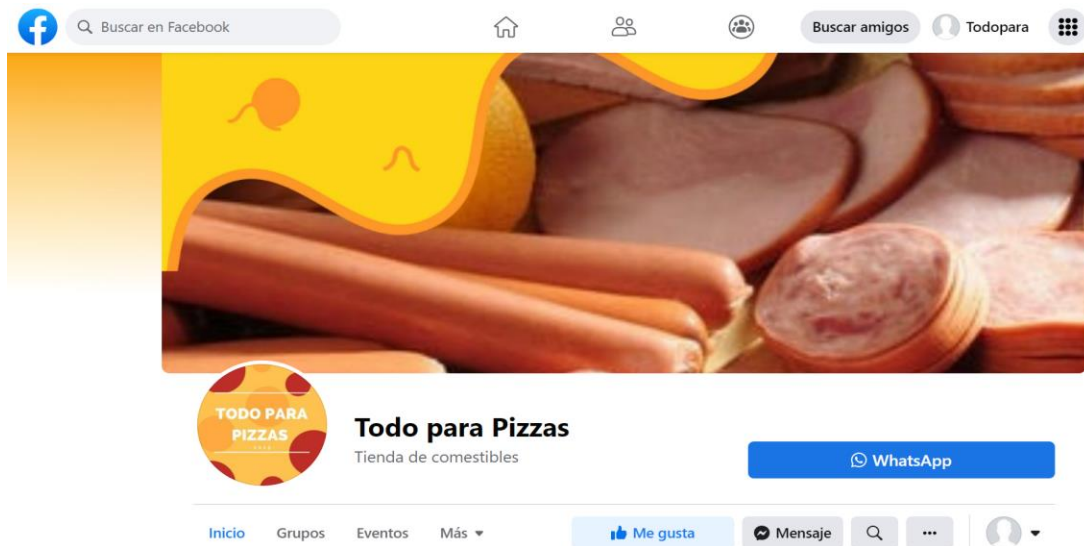 Buscar en Facebook
Buscar amigos
Todopara
TODO PARA
PIZZAS
Todo para Pizzas
Tienda de comestibles
WhatsApp
Inicio Grupos Eventos Más
Me gusta
Mensaje